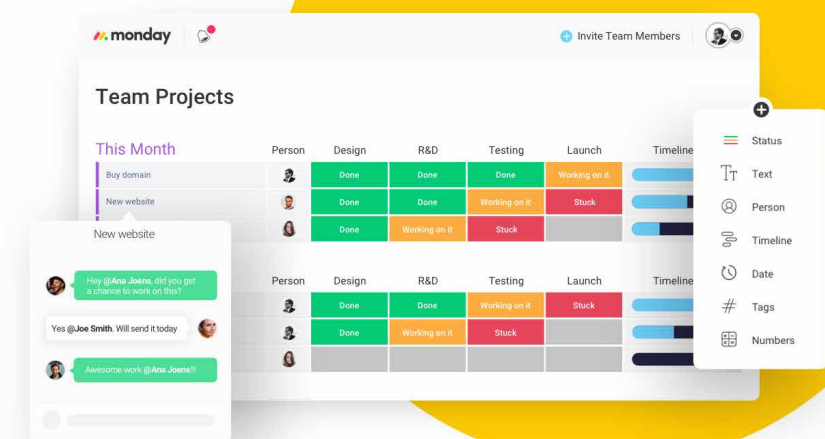 monday
Invite Team Members
Team Projects
This Month Person Design R&D Testing Launch Timeline
Buy domain Done Done Done Working on it
New website Done Done Working on it Stuck
Done Working on it Stuck
Person Design R&D Testing Launch Timeline
Done Done Working on it Stuck
Done Working on it Stuck
New website
Hey @Ana Joens, did you get
a chance to work on this?
Yes @Joe Smith. Will send it today
Awesome work @Ana Joens!!!
Status
Text
Person
Timeline
Date
Tags
Numbers